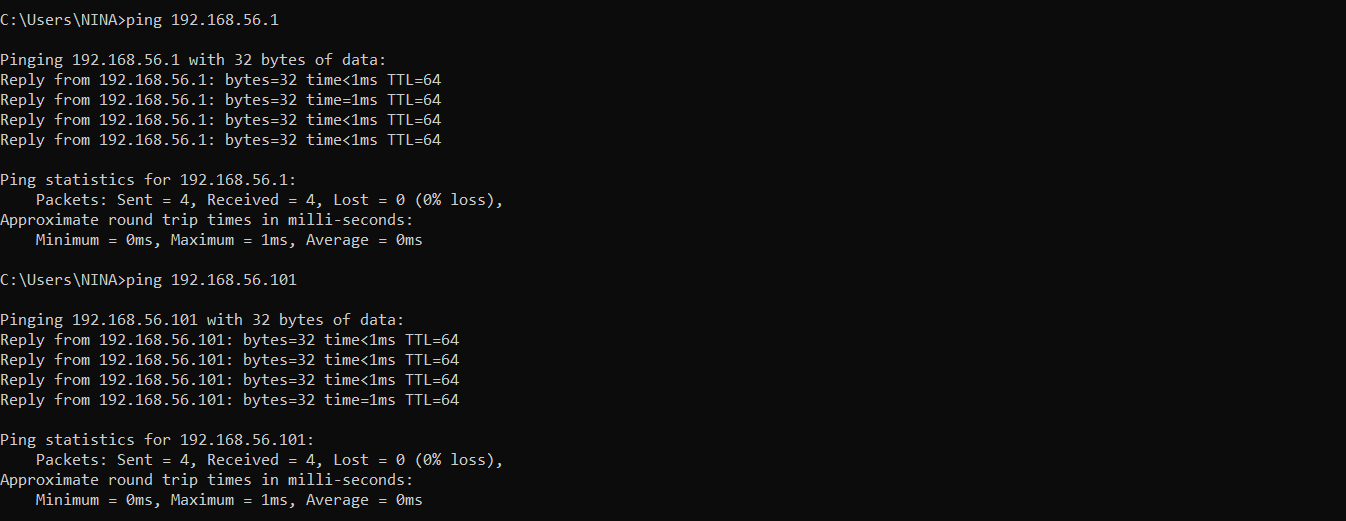 C:\Users\NINA>ping 192.168.56.1
Pinging 192.168.56.1 with 32 bytes of data:
Reply from 192.168.56.1: bytes=32 time<1ms TTL=64
Reply from 192.168.56.1: bytes=32 time=1ms TTL=64
Reply from 192.168.56.1: bytes=32 time<1ms TTL=64
Reply from 192.168.56.1: bytes=32 time<1ms TTL=64
Ping statistics for 192.168.56.1:
    Packets: Sent = 4, Received = 4, Lost = 0 (0% loss),
Approximate round trip times in milli-seconds:
    Minimum = 0ms, Maximum = 1ms, Average = 0ms
C:\Users\NINA>ping 192.168.56.101
Pinging 192.168.56.101 with 32 bytes of data:
Reply from 192.168.56.101: bytes=32 time<1ms TTL=64
Reply from 192.168.56.101: bytes=32 time<1ms TTL=64
Reply from 192.168.56.101: bytes=32 time<1ms TTL=64
Reply from 192.168.56.101: bytes=32 time=1ms TTL=64
Ping statistics for 192.168.56.101:
    Packets: Sent = 4, Received = 4, Lost = 0 (0% loss),
Approximate round trip times in milli-seconds:
    Minimum = 0ms, Maximum = 1ms, Average = 0ms